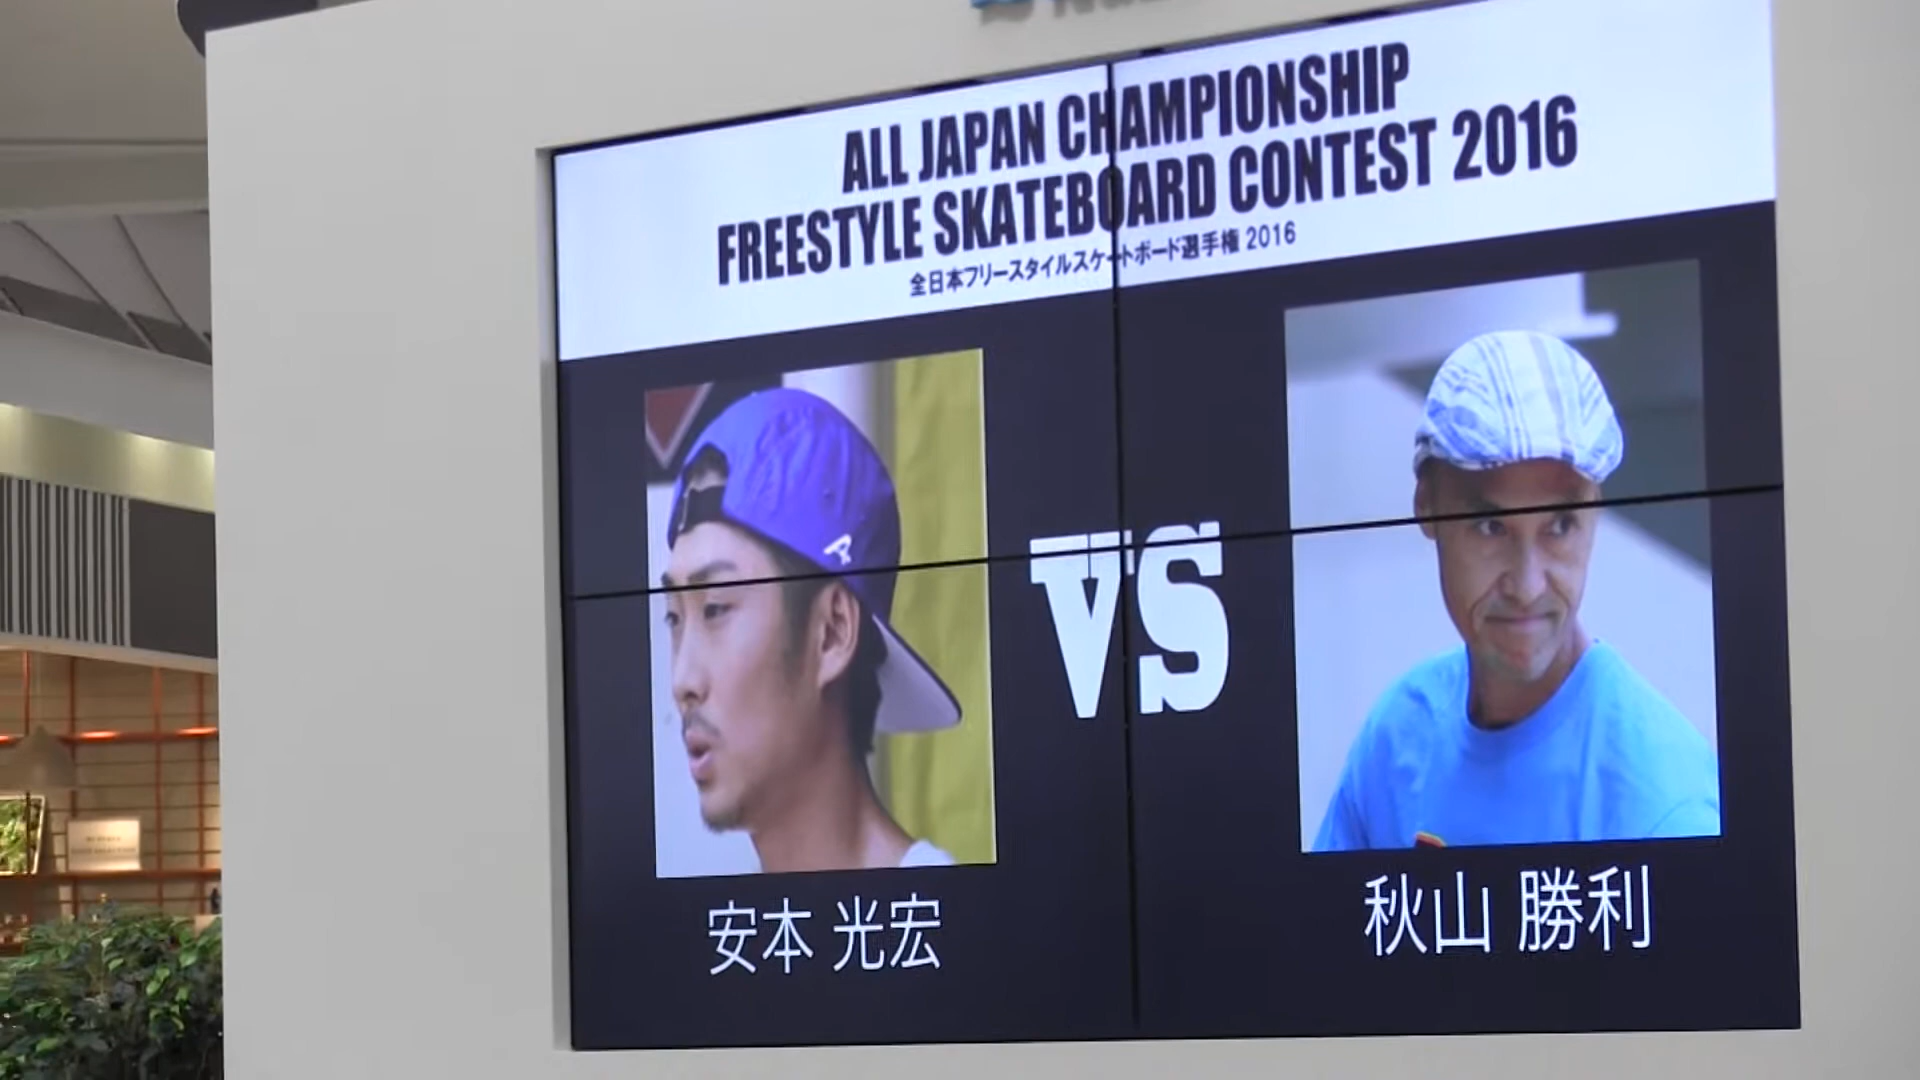 ALL JAPAN CHAMPIONSHIP
FREESTYLE SKATEBOARD CONTEST 2016
全日本フリースタイルスケートボード選手権 2016
VS
安本 光宏
秋山 勝利